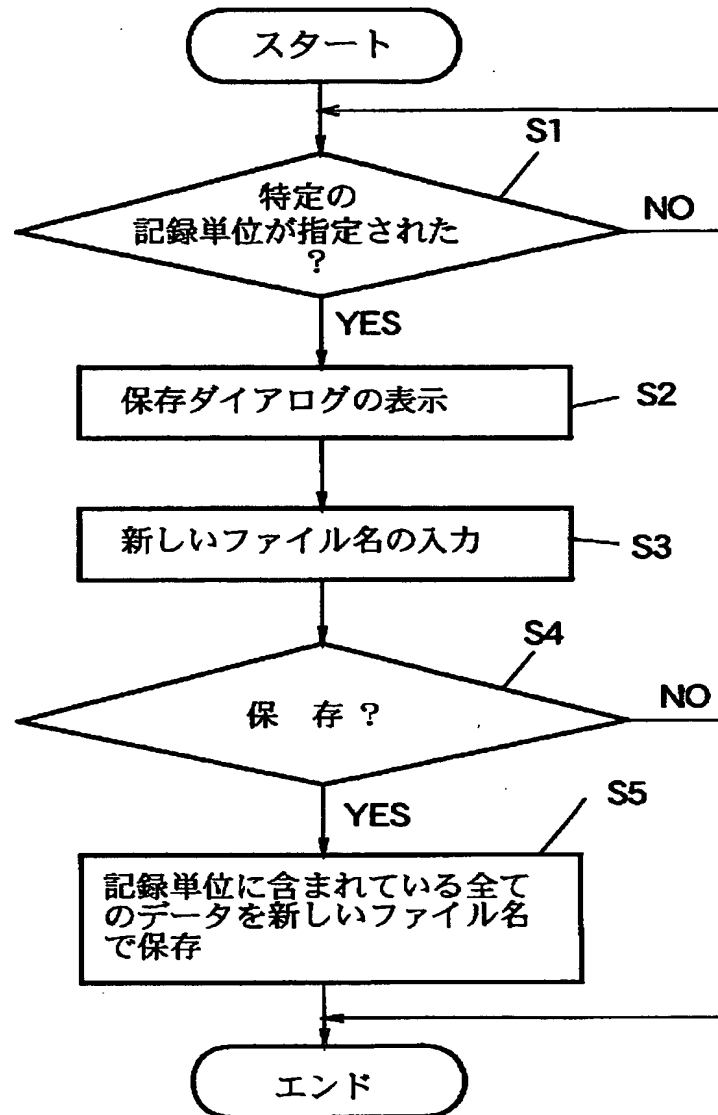 スタート
S1
特定の
記録単位が指定された
?
NO
YES
保存ダイアログの表示
S2
新しいファイル名の入力
S3
S4
保 存?
NO
YES
S5
記録単位に含まれている全て
のデータを新しいファイル名
で保存
エンド